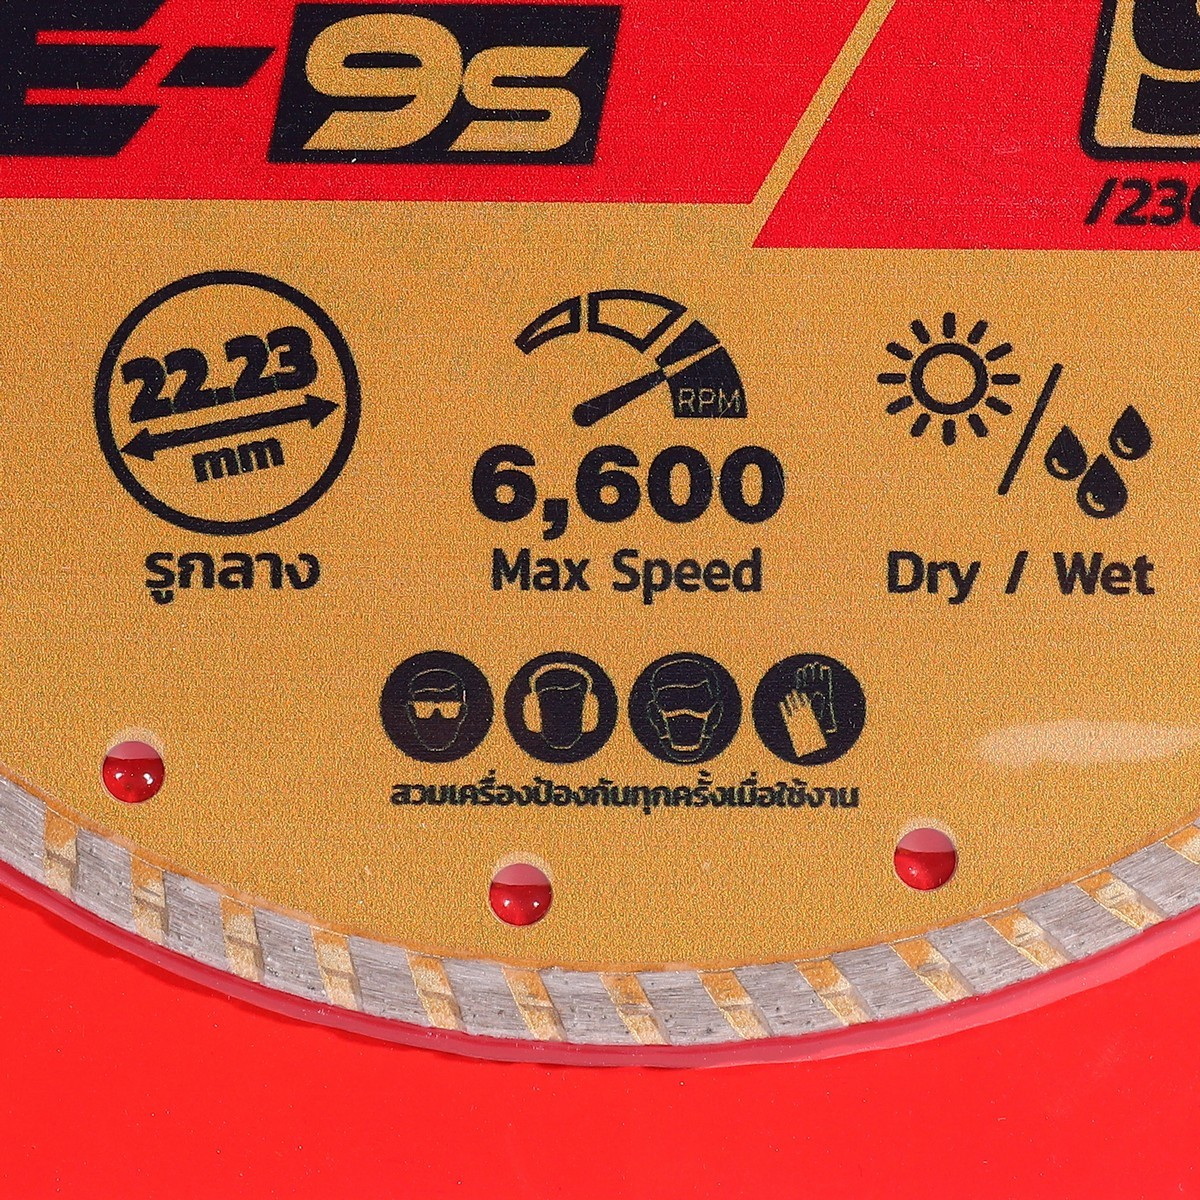 E-9s
22.23
mm
รูกลาง
RPM
6,600
Max Speed
Dry / Wet
สวมเครื่องป้องกันทุกครั้งเมื่อใช้งาน